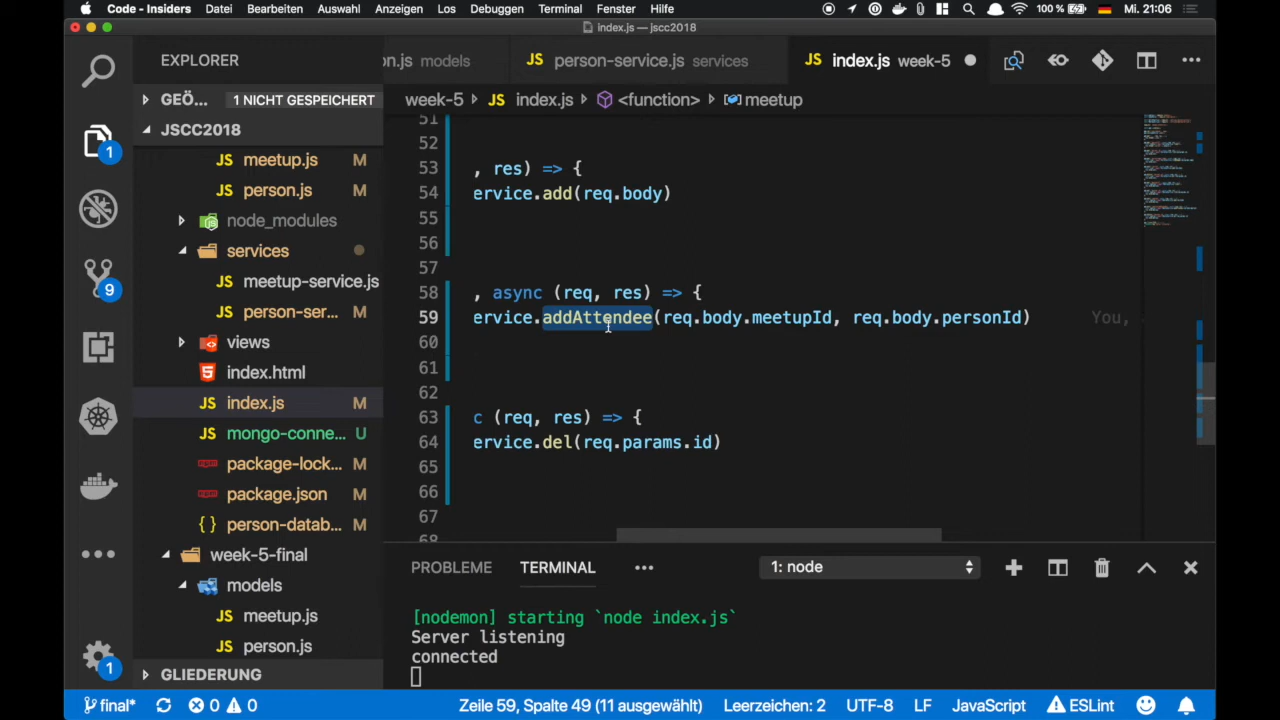 Code - Insiders Datei Bearbeiten Auswahl Anzeigen Los Debuggen Terminal Fenster Hilfe 100 % Mi. 21:06
index.js — jscc2018
EXPLORER
on.js models JS person-service.js services JS index.js week-5
GEÖ... 1 NICHT GESPEICHERT
week-5 JS index.js <function> meetup
JSCC2018
JS meetup.js M
JS person.js M
node_modules
services
JS meetup-service.js
JS person-ser...
views
index.html
JS index.js M
JS mongo-conne... U
package-lock... M
package.json M
{} person-datab... M
week-5-final
models
JS meetup.js
JS person.js
GLIEDERUNG
1
9
1
51
52
53 , res) => {
54 ervice.add(req.body)
55
56
57
58 , async (req, res) => {
59 ervice.addAttendee(req.body.meetupId, req.body.personId) You,
60
61
62
63 c (req, res) => {
64 ervice.del(req.params.id)
65
66
67
68
PROBLEME TERMINAL ... 1: node
[nodemon] starting `node index.js`
Server listening
connected
final* 0 0 Zeile 59, Spalte 49 (11 ausgewählt) Leerzeichen: 2 UTF-8 LF JavaScript ESLint